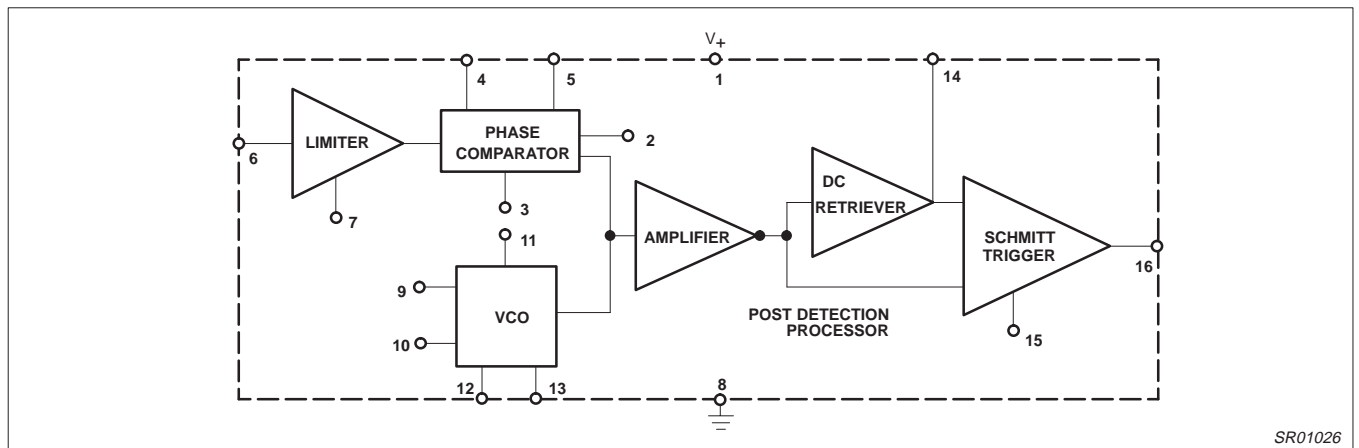 V+
4
5
1
14
LIMITER
PHASE
COMPARATOR
2
6
7
3
11
DC
RETRIEVER
AMPLIFIER
SCHMITT
TRIGGER
16
9
VCO
10
POST DETECTION
PROCESSOR
15
12
13
8
SR01026